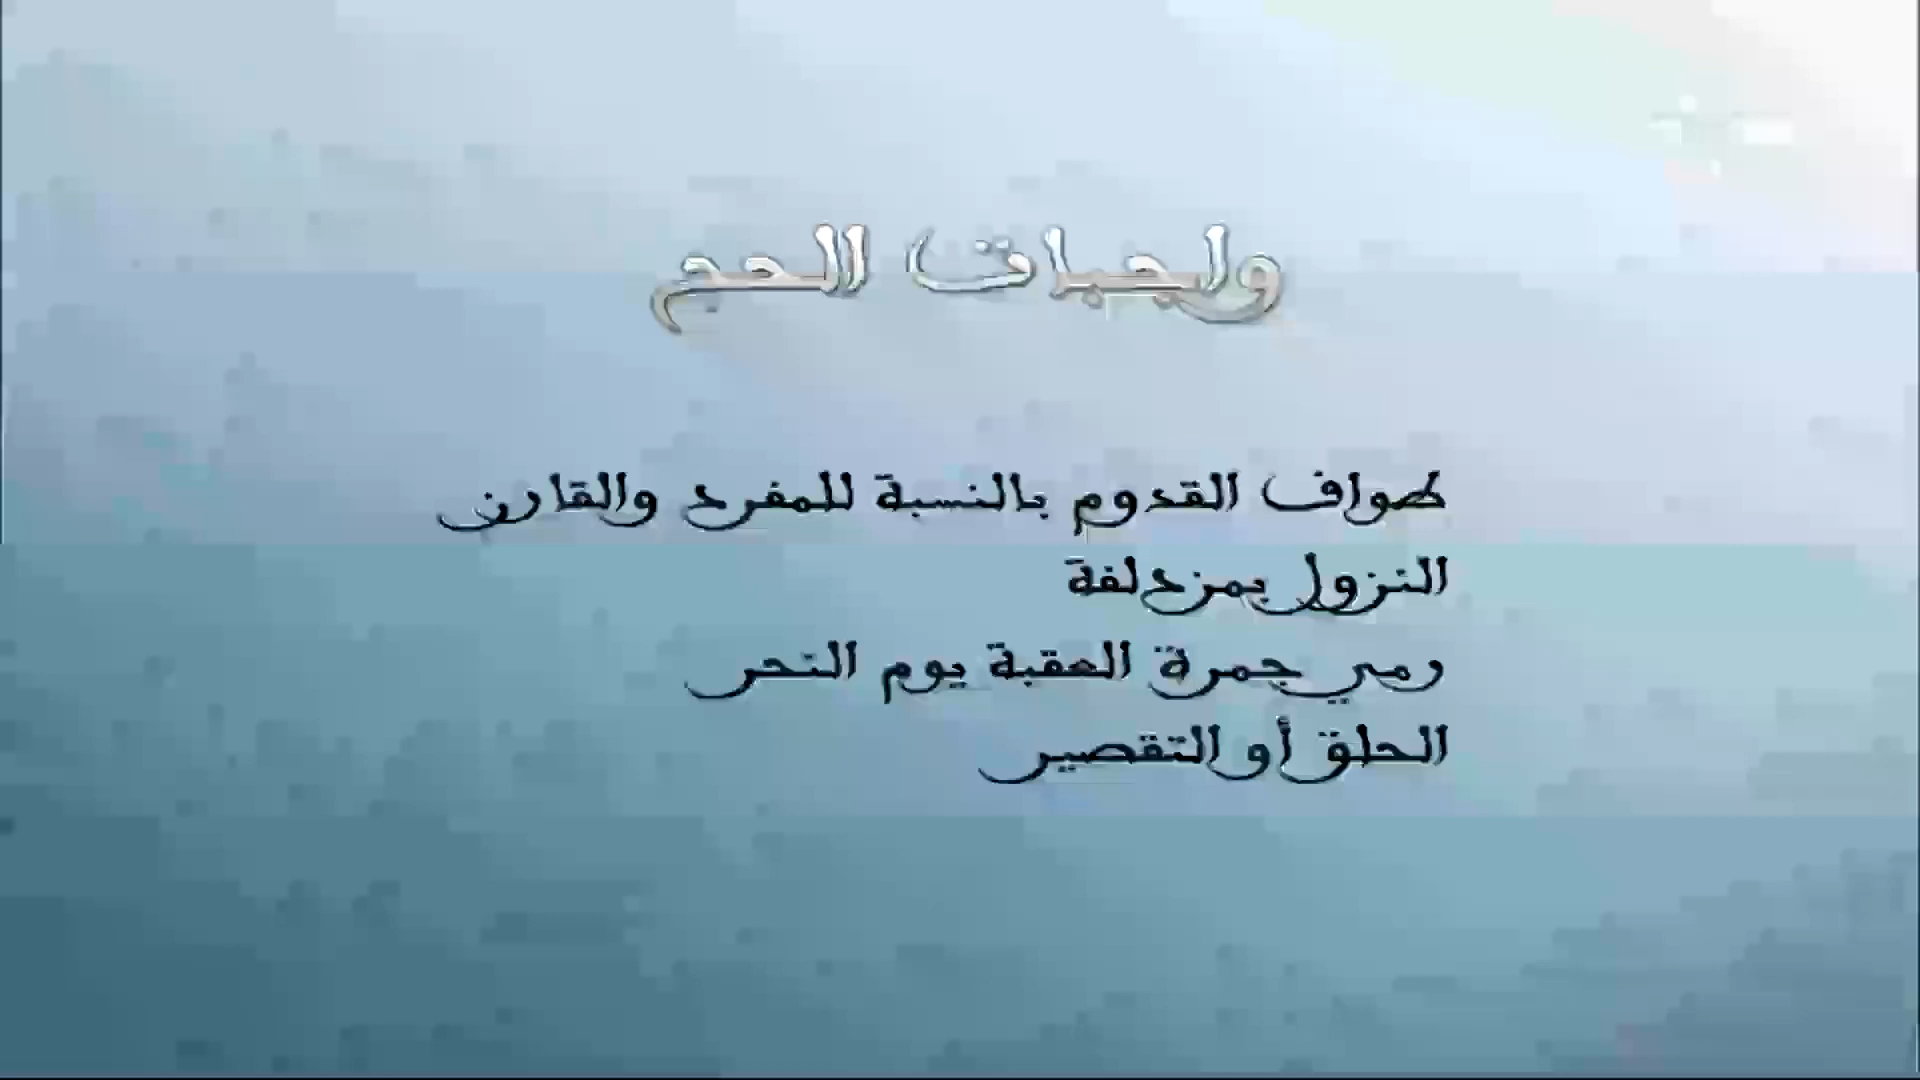 واجبات الحج
طواف القدوم بالنسبة للمفرد والقارن
النزول بمزدلفة
رمي جمرة العقبة يوم النحر
الحلق أو التقصير